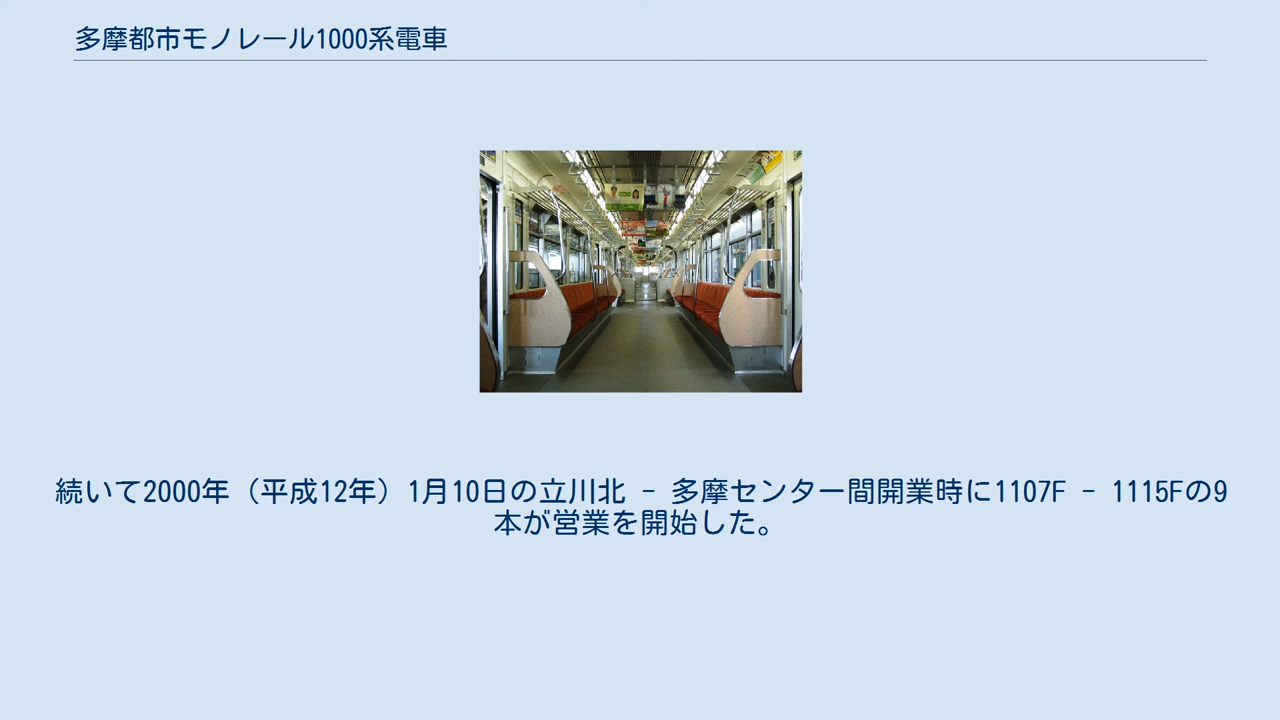 多摩都市モノレール1000系電車
続いて2000年（平成12年）1月10日の立川北 － 多摩センター間開業時に1107F － 1115Fの9
本が営業を開始した。